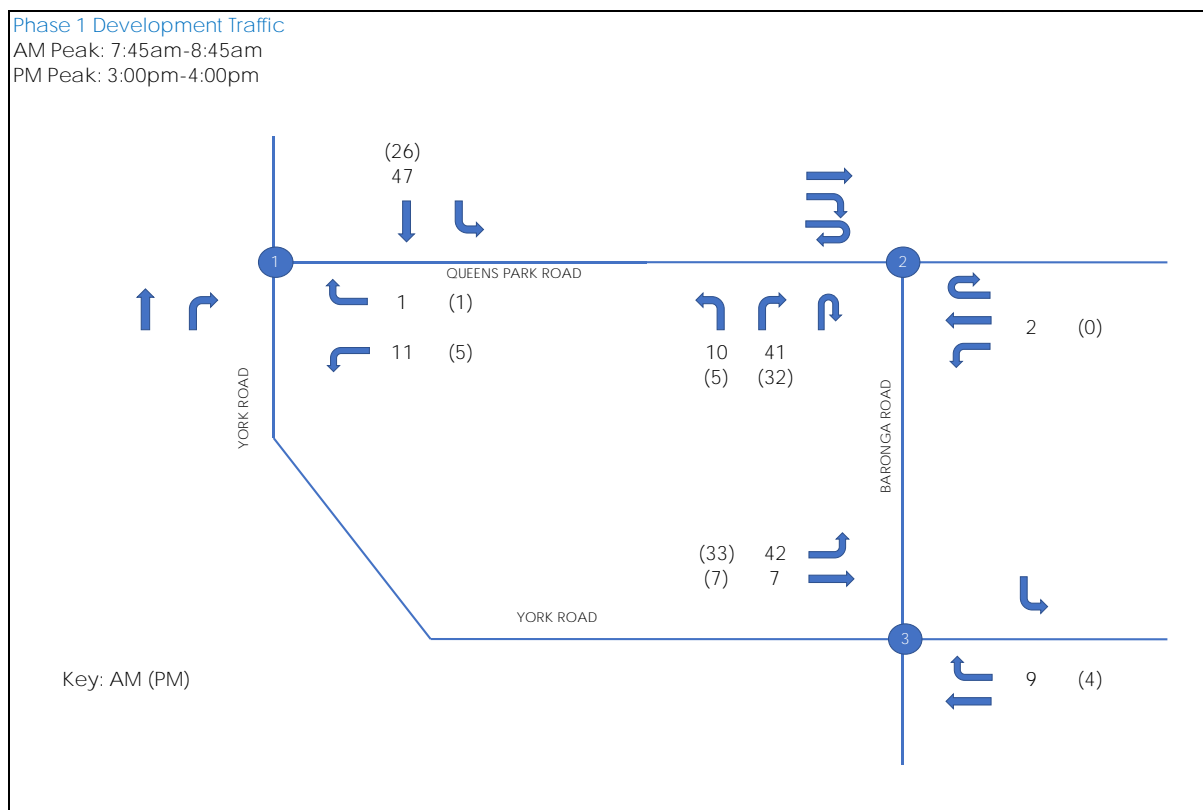 Phase 1 Development Traffic
AM Peak: 7:45am-8:45am
PM Peak: 3:00pm-4:00pm
(26)
47
1
2
QUEENS PARK ROAD
1 (1)
11 (5)
2 (0)
10 41
(5) (32)
YORK ROAD
BARONGA ROAD
(33) 42
(7) 7
YORK ROAD
3
Key: AM (PM)
9 (4)